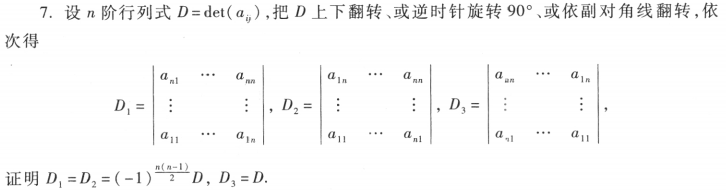 7. 设 n 阶行列式 D=det(a_{ij}),把 D 上下翻转、或逆时针旋转 90°、或依副对角线翻转,依
次得
D_1 = \begin{vmatrix} a_{n1} & \cdots & a_{nn} \\ \vdots & & \vdots \\ a_{11} & \cdots & a_{1n} \end{vmatrix}, D_2 = \begin{vmatrix} a_{1n} & \cdots & a_{nn} \\ \vdots & & \vdots \\ a_{11} & \cdots & a_{n1} \end{vmatrix}, D_3 = \begin{vmatrix} a_{nn} & \cdots & a_{1n} \\ \vdots & & \vdots \\ a_{n1} & \cdots & a_{11} \end{vmatrix},
证明 D_1 = D_2 = (-1)^{\frac{n(n-1)}{2}} D, D_3 = D.